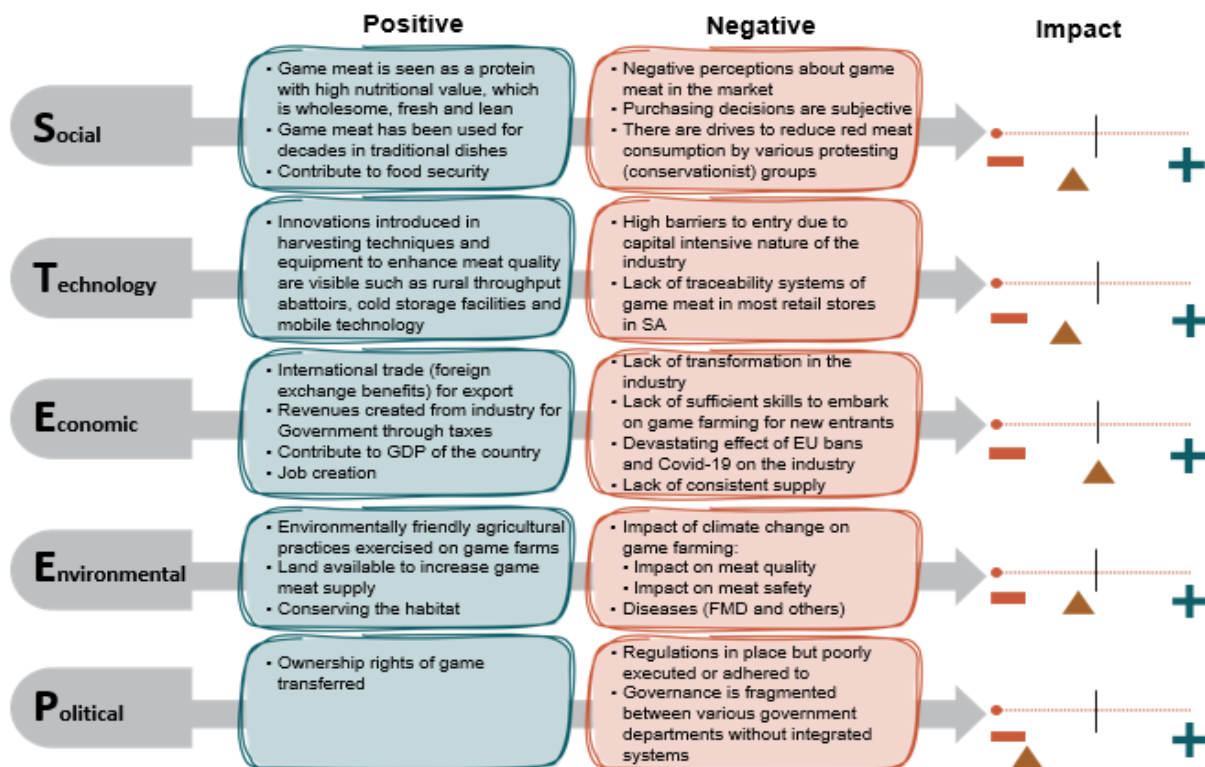 Positive
Negative
Impact
Social
• Game meat is seen as a protein
with high nutritional value, which
is wholesome, fresh and lean
• Game meat has been used for
decades in traditional dishes
• Contribute to food security
• Negative perceptions about game
meat in the market
• Purchasing decisions are subjective
• There are drives to reduce red meat
consumption by various protesting
(conservationist) groups
Technology
• Innovations introduced in
harvesting techniques and
equipment to enhance meat quality
are visible such as rural throughput
abattoirs, cold storage facilities and
mobile technology
• High barriers to entry due to
capital intensive nature of the
industry
• Lack of traceability systems of
game meat in most retail stores
in SA
Economic
• International trade (foreign
exchange benefits) for export
• Revenues created from industry for
Government through taxes
• Contribute to GDP of the country
• Job creation
• Lack of transformation in the
industry
• Lack of sufficient skills to embark
on game farming for new entrants
• Devastating effect of EU bans
and Covid-19 on the industry
• Lack of consistent supply
Environmental
• Environmentally friendly agricultural
practices exercised on game farms
• Land available to increase game
meat supply
• Conserving the habitat
• Impact of climate change on
game farming:
• Impact on meat quality
• Impact on meat safety
• Diseases (FMD and others)
Political
• Ownership rights of game
transferred
• Regulations in place but poorly
executed or adhered to
• Governance is fragmented
between various government
departments without integrated
systems